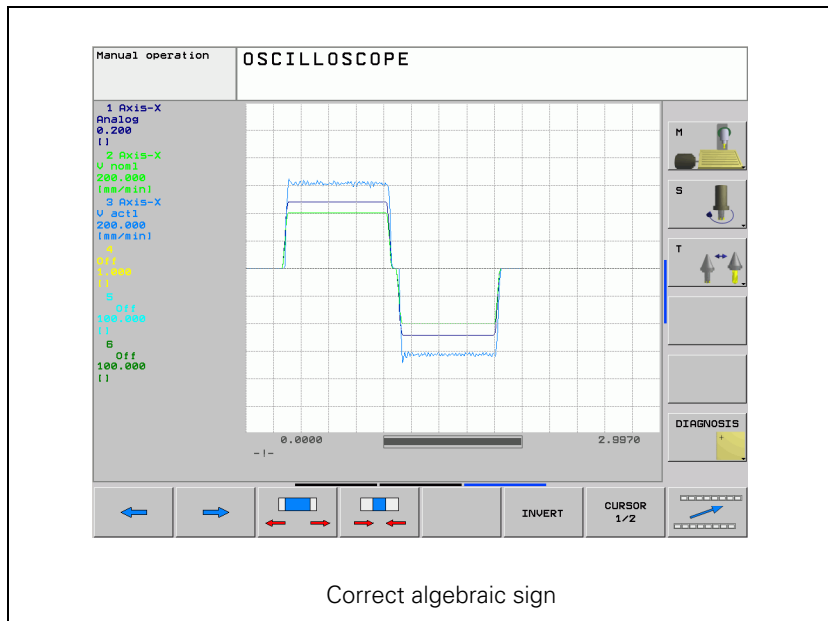 Manual operation
OSCILLOSCOPE
1 Axis-X
Analog
0.200
[]
2 Axis-X
V noml
200.000
[mm/min]
3 Axis-X
V actl
200.000
[mm/min]
4
Off
1.000
[]
5
Off
100.000
[]
6
Off
100.000
[]
M
S
T
DIAGNOSIS
0.0000
2.9970
-!-
INVERT
CURSOR
1/2
Correct algebraic sign